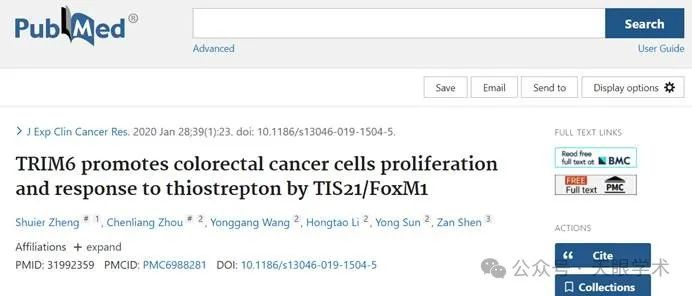 PubMed®
Search
Advanced
User Guide
Save
Email
Send to
Display options
> J Exp Clin Cancer Res. 2020 Jan 28;39(1):23. doi: 10.1186/s13046-019-1504-5.
TRIM6 promotes colorectal cancer cells proliferation
and response to thiostrepton by TIS21/FoxM1
Shuier Zheng # 1, Chenliang Zhou # 2, Yonggang Wang # 2, Hongtao Li 2, Yong Sun 2, Zan Shen 3
Affiliations + expand
PMID: 31992359 PMCID: PMC6988281 DOI: 10.1186/s13046-019-1504-5
FULL TEXT LINKS
Read free
full text at BMC
FREE
Full text PMC
ACTIONS
Cite
Collections
公众号 · 天眼学术